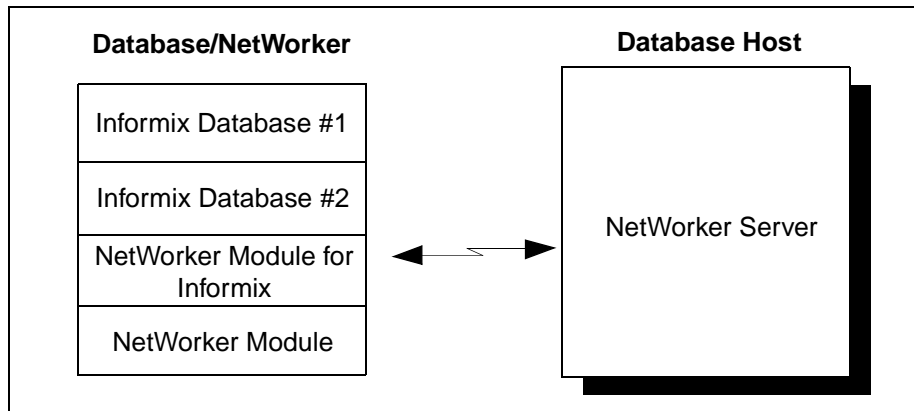 Database/NetWorker
Informix Database #1
Informix Database #2
NetWorker Module for
Informix
NetWorker Module
Database Host
NetWorker Server